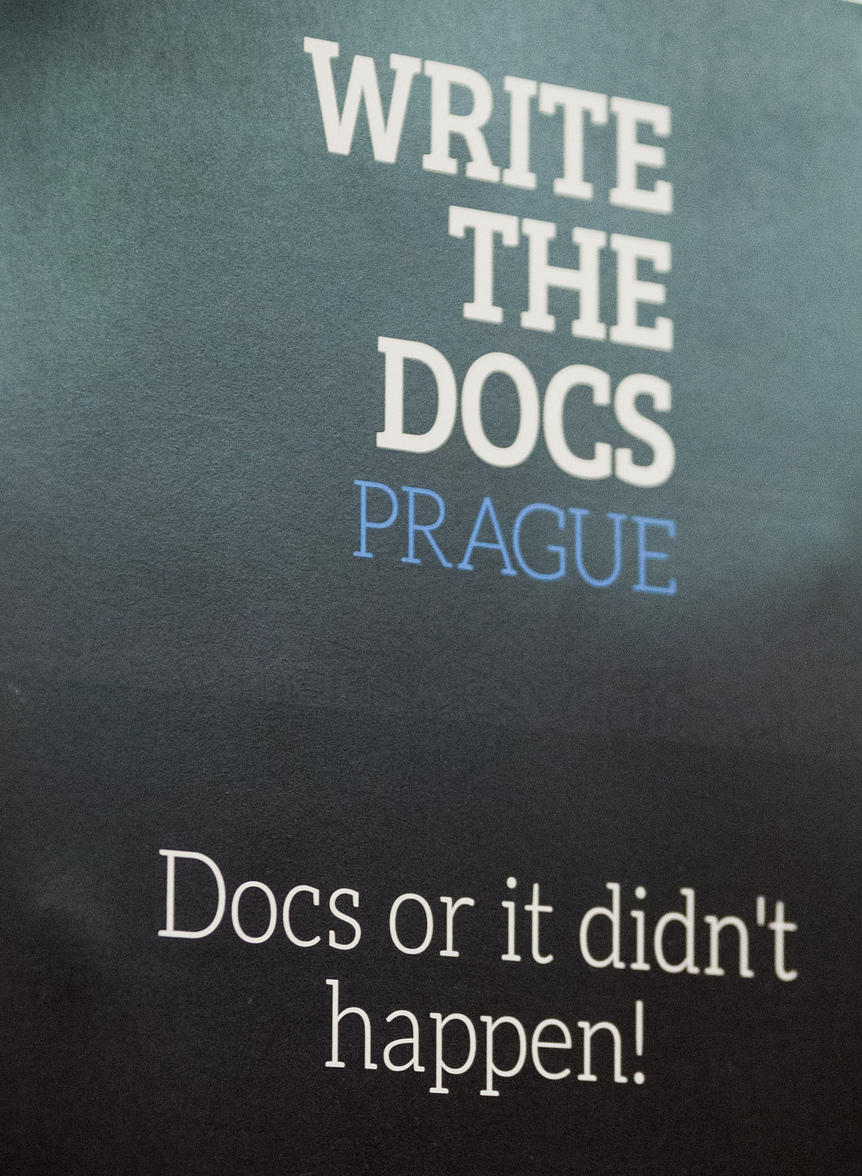 WRITE
THE
DOCS
PRAGUE
Docs or it didn't
happen!